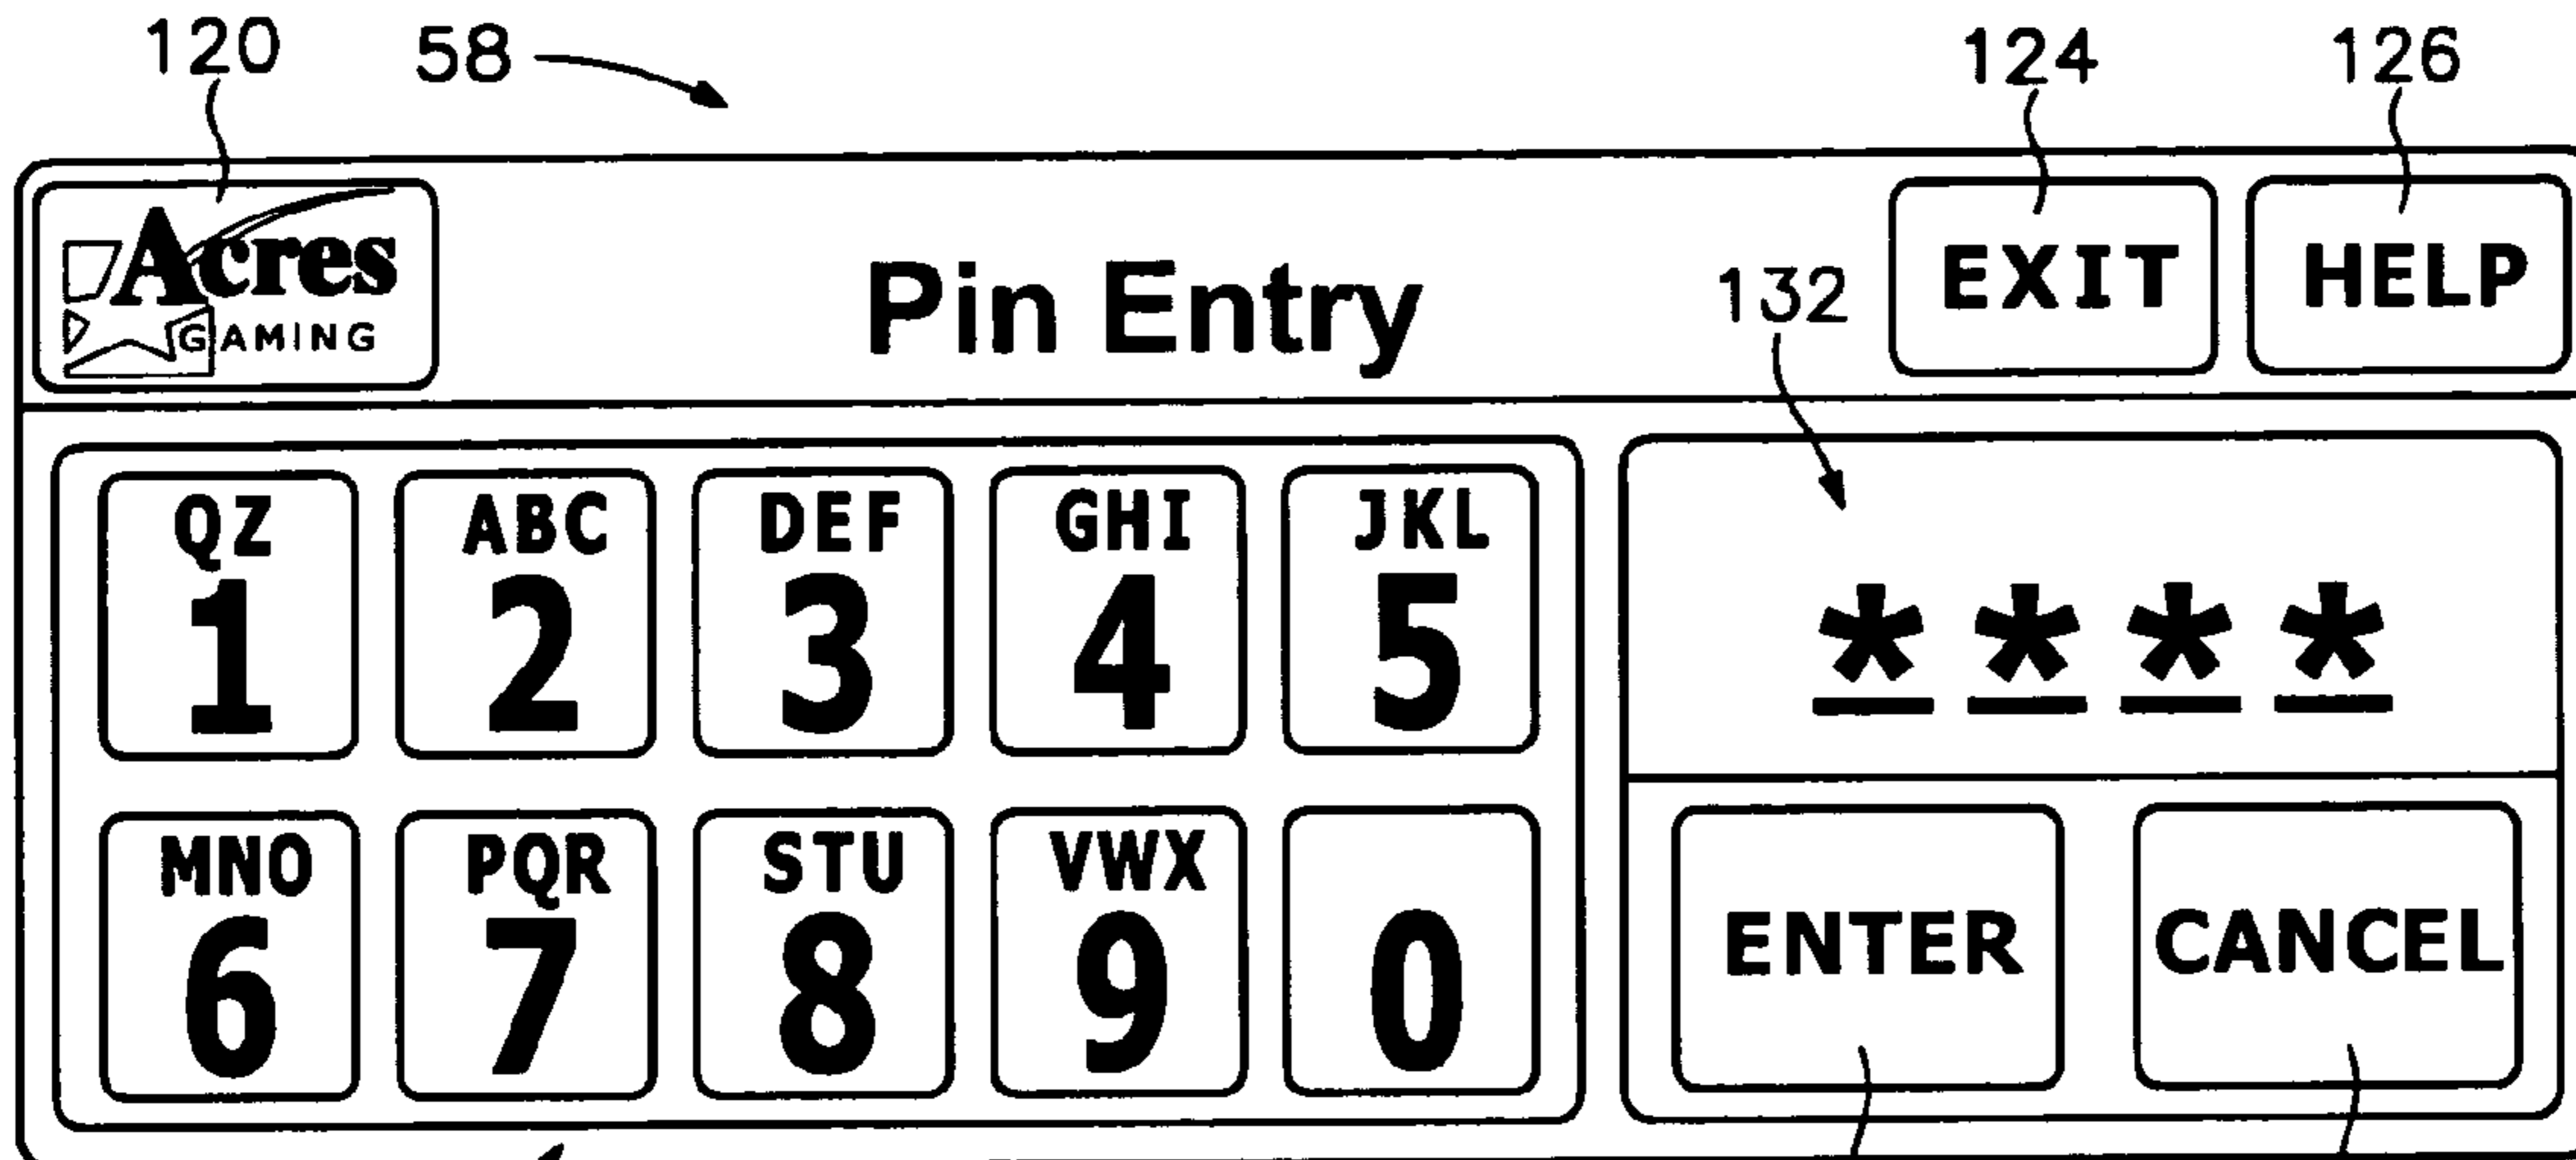 120 58 124 126
Acres
GAMING
Pin Entry
132
EXIT HELP
QZ ABC DEF GHI JKL
1 2 3 4 5
* * * *
MNO PQR STU VWX
6 7 8 9 0
ENTER CANCEL